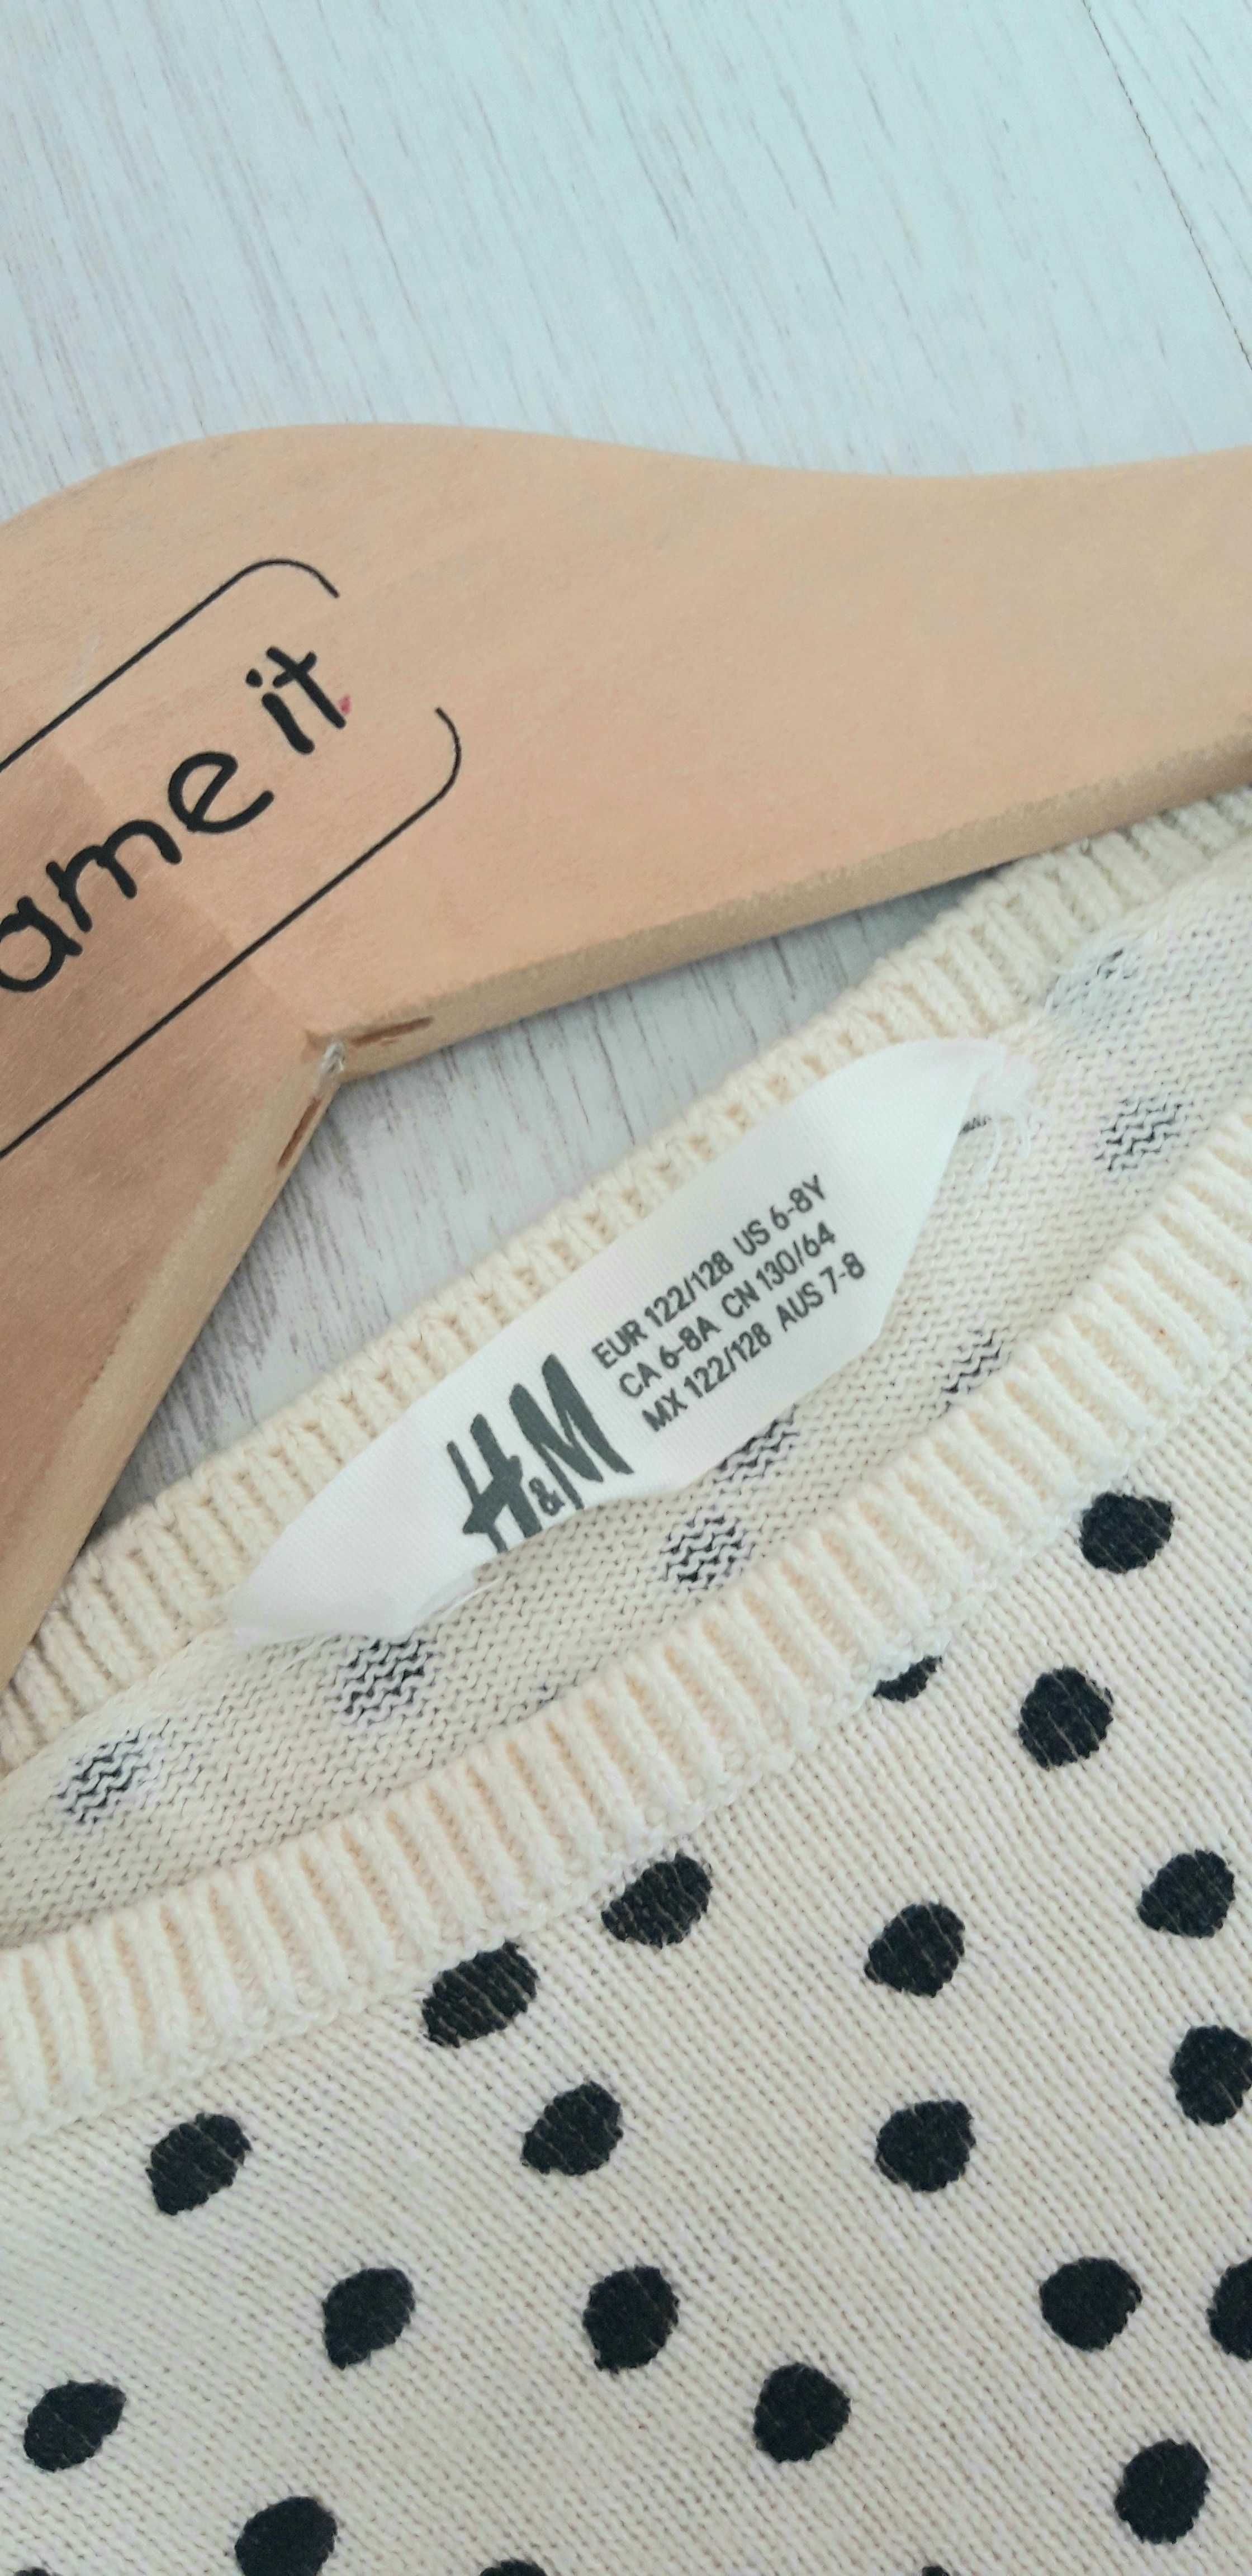 ame it.
H&M
EUR 122/128 US 6-8Y
CA 6-8A CN 130/64
MX 122/128 AUS 7-8